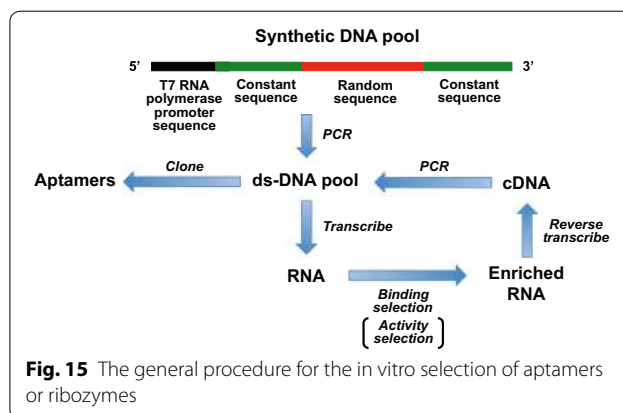 Synthetic DNA pool
5’ 3’
T7 RNA
polymerase
promoter
sequence
Constant
sequence
Random
sequence
Constant
sequence
PCR
Clone
PCR
Aptamers
ds-DNA pool
cDNA
Transcribe
Reverse
transcribe
RNA
Enriched
RNA
Binding
selection
Activity
selection
Fig. 15 The general procedure for the in vitro selection of aptamers
or ribozymes